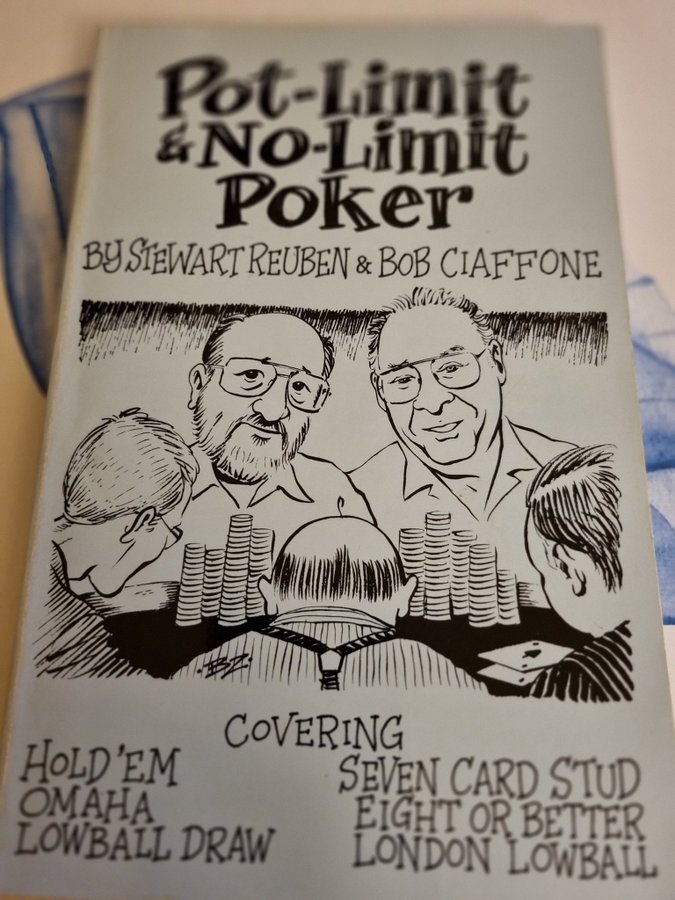 Pot-Limit
& No-Limit
Poker
BY STEWART REUBEN & BOB CIAFFONE
COVERING
HOLD'EM
OMAHA
LOWBALL DRAW
SEVEN CARD STUD
EIGHT OR BETTER
LONDON LOWBALL